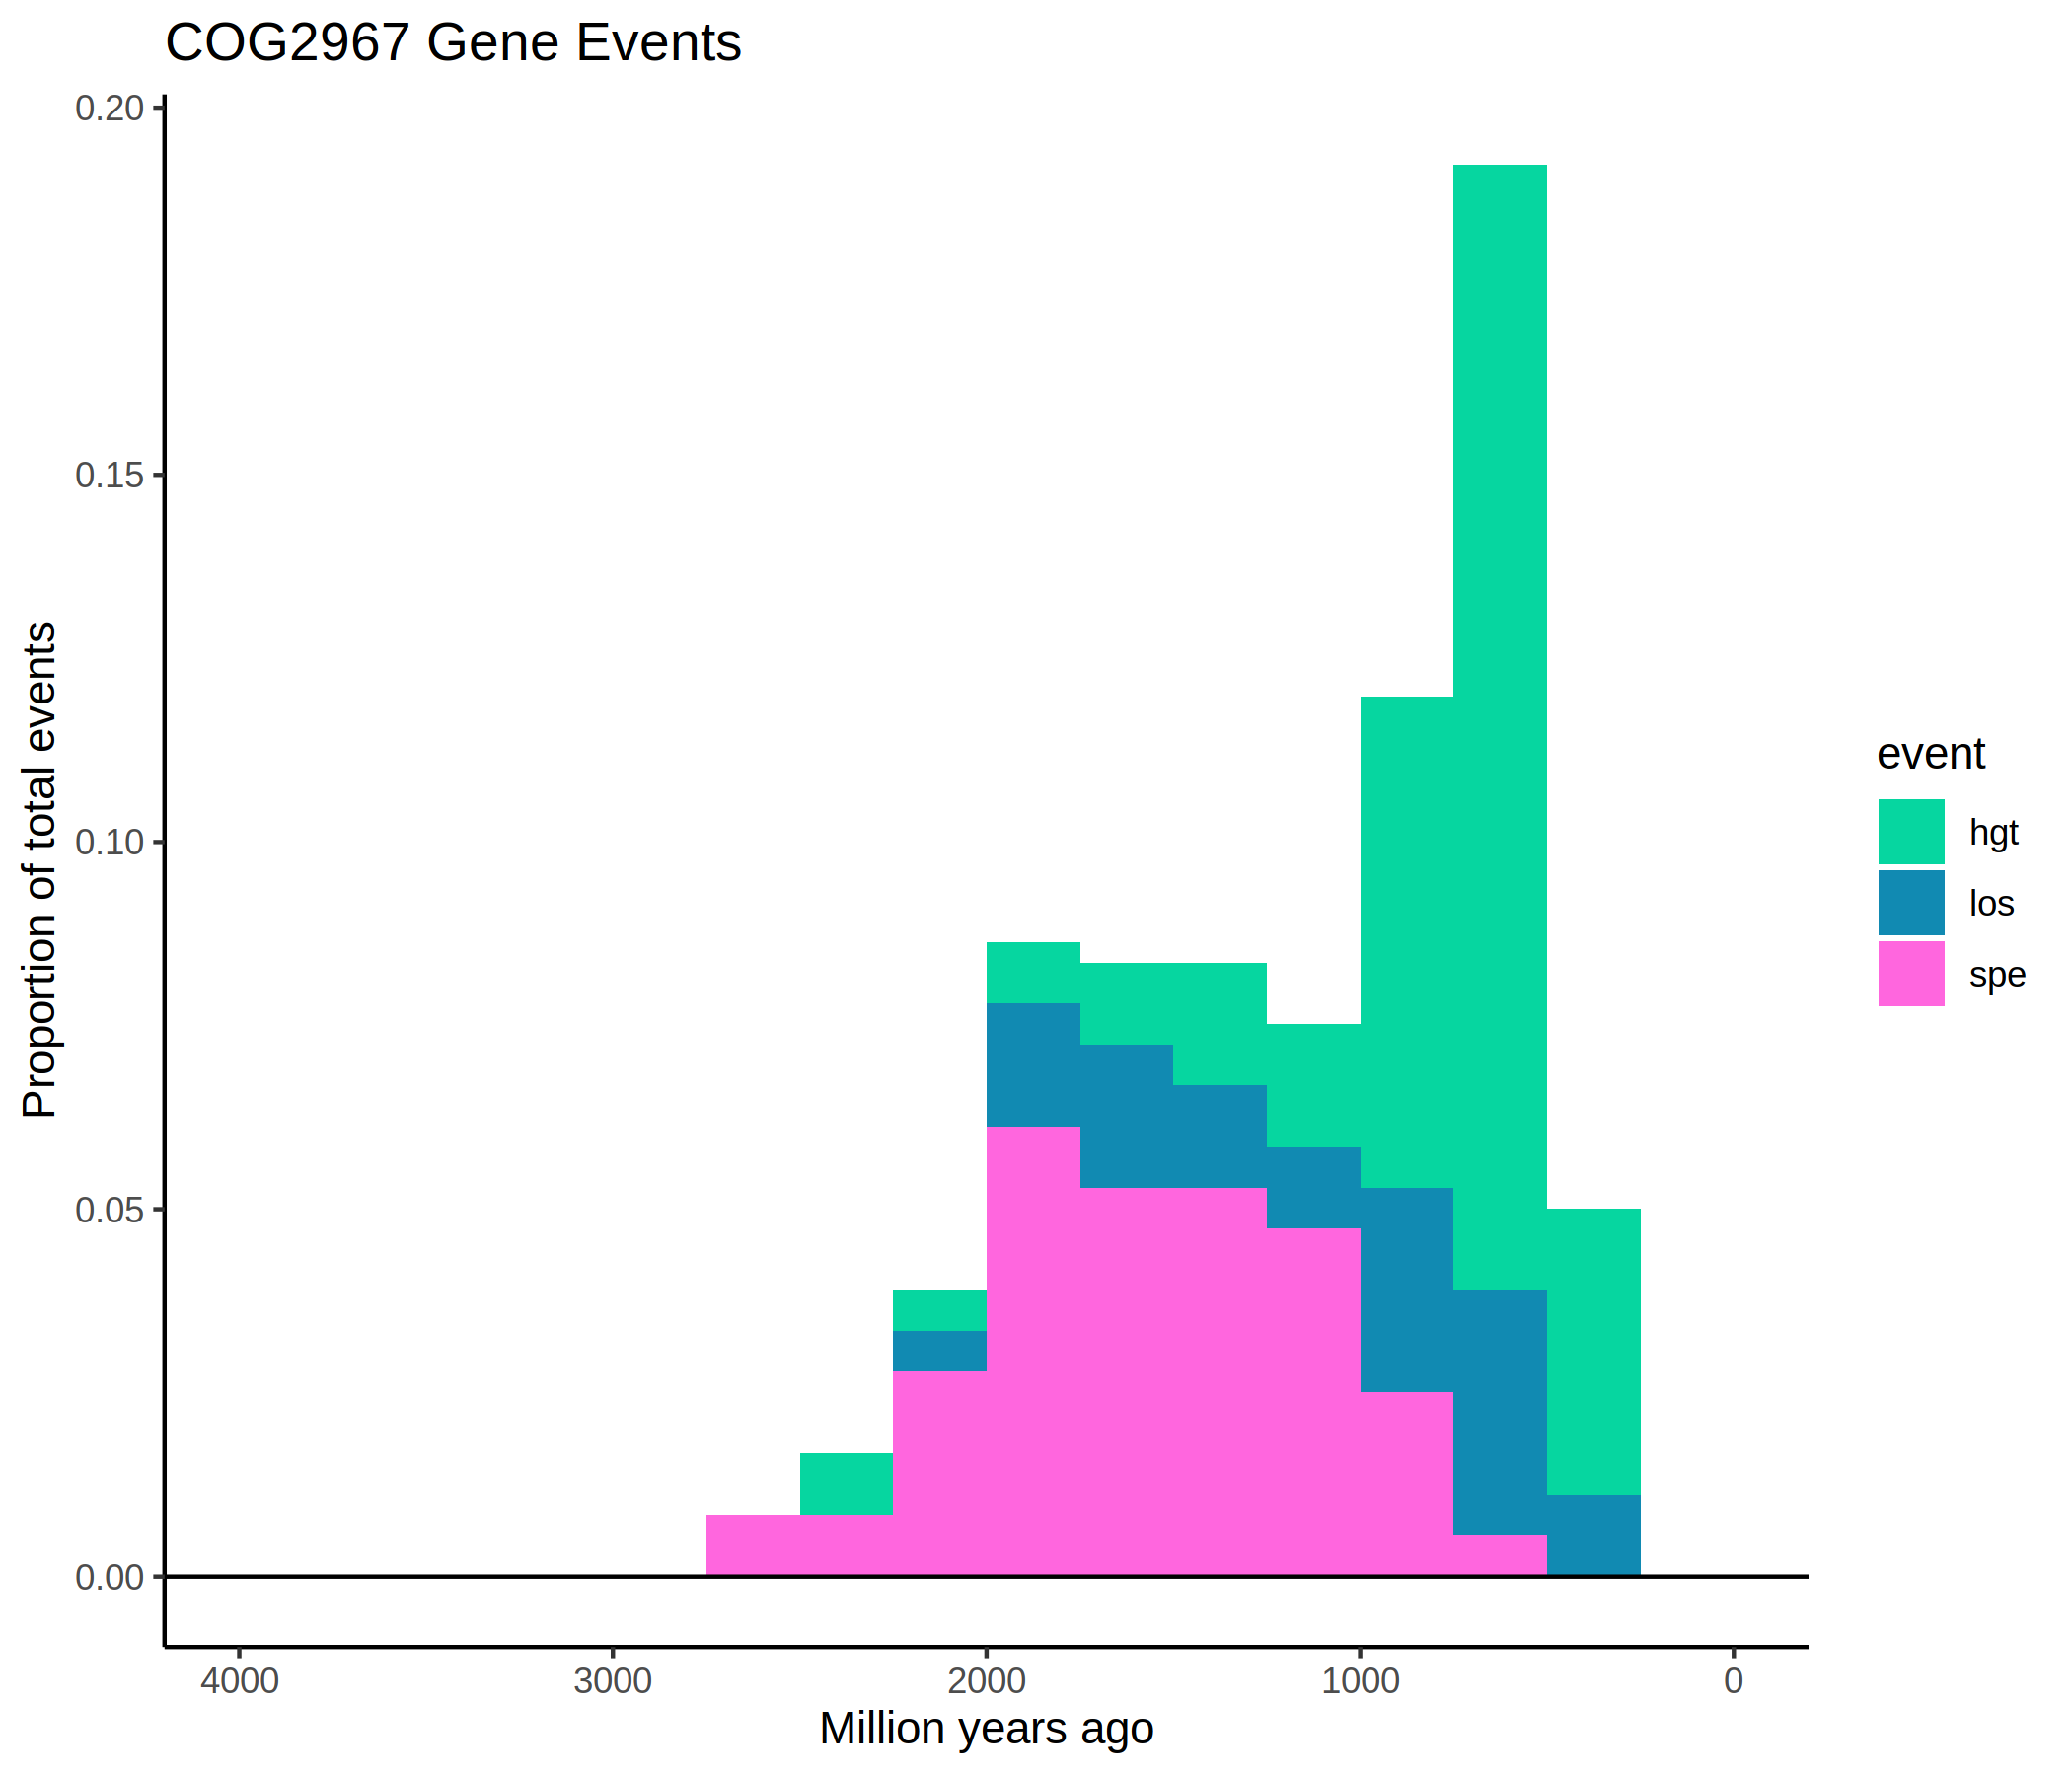 COG2967 Gene Events
0.20
0.15
0.10
0.05
0.00
Proportion of total events
4000 3000 2000 1000 0
Million years ago
event
hgt
los
spe